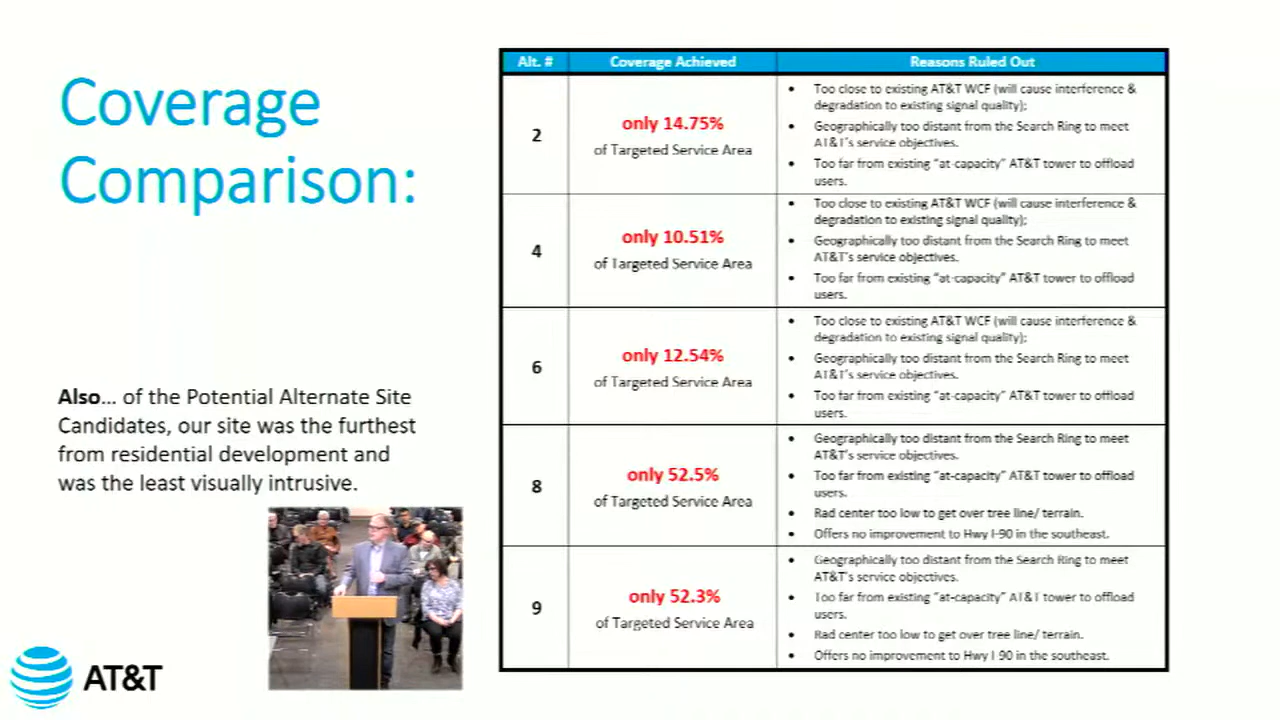 Coverage
Comparison:
Also... of the Potential Alternate Site
Candidates, our site was the furthest
from residential development and
was the least visually intrusive.
AT&T
Alt. #
Coverage Achieved
Reasons Ruled Out
2
only 14.75%
of Targeted Service Area
• Too close to existing AT&T WCF (will cause interference &
degradation to existing signal quality);
• Geographically too distant from the Search Ring to meet
AT&T's service objectives.
• Too far from existing "at-capacity" AT&T tower to offload
users.
4
only 10.51%
of Targeted Service Area
• Too close to existing AT&T WCF (will cause interference &
degradation to existing signal quality);
• Geographically too distant from the Search Ring to meet
AT&T's service objectives.
• Too far from existing "at-capacity" AT&T tower to offload
users.
6
only 12.54%
of Targeted Service Area
• Too close to existing AT&T WCF (will cause interference &
degradation to existing signal quality);
• Geographically too distant from the Search Ring to meet
AT&T's service objectives.
• Too far from existing "at-capacity" AT&T tower to offload
users.
8
only 52.5%
of Targeted Service Area
• Geographically too distant from the Search Ring to meet
AT&T's service objectives.
• Too far from existing "at-capacity" AT&T tower to offload
users.
• Rad center too low to get over tree line/ terrain.
• Offers no improvement to Hwy I-90 in the southeast.
9
only 52.3%
of Targeted Service Area
• Geographically too distant from the Search Ring to meet
AT&T's service objectives.
• Too far from existing "at-capacity" AT&T tower to offload
users.
• Rad center too low to get over tree line/ terrain.
• Offers no improvement to Hwy I-90 in the southeast.